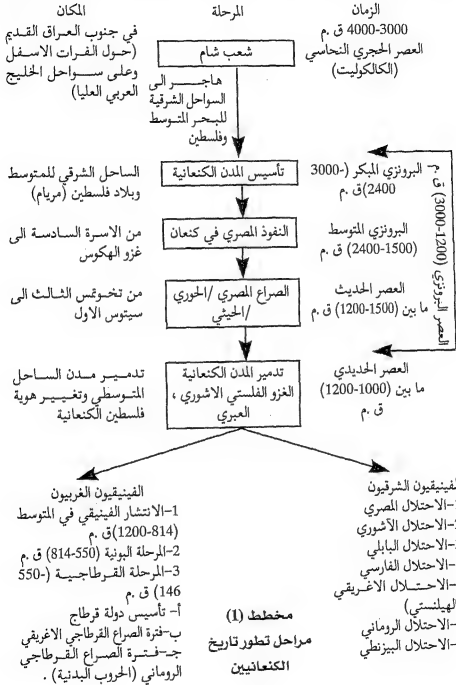 الزمان
المرحلة
المكان
4000-3000 ق.م
العصر الحجري النحاسي
(الكالكوليت)
شعب شام
في جنوب العراق القديم
(حول الفرات الاسفل
وعلى سواحل الخليج
العربي العليا)
هاجر الى
السواحل الشرقية
للبحر المتوسط
وفلسطين
العصر البرونزي (1200-3000) ق.م
البرونزي المبكر (-3000
2400) ق.م
تأسيس المدن الكنعانية
الساحل الشرقي للمتوسط
وبلاد فلسطين (مريام)
البرونزي المتوسط
(1500-2400) ق.م
النفوذ المصري في كنعان
من الاسرة السادسة الى
غزو الهكوس
العصر الحديث
ما بين (1500-1200) ق.م
الصراع المصري /الحوري
/الحيثي
من تخوتمس الثالث الى
سيتوس الاول
العصر الحديدي
ما بين (1000-1200)
ق.م
تدمير المدن الكنعانية
الغزو الفلستي الاشوري ،
العبري
تدمير مدن الساحل
المتوسطي وتغيير هوية
فلسطين الكنعانية
الفينيقيون الشرقيون
-الاحتلال المصري
-الاحتلال الآشوري
-الاحتلال البابلي
-الاحتلال الفارسي
-الاحتلال الاغريقي
(الهيلنستي)
-الاحتلال الروماني
-الاحتلال البيزنطي
الفينيقيون الغربيون
1-الانتشار الفينيقي في المتوسط
(1200-814) ق.م
2-المرحلة البونية (550-814) ق.م
3-المرحلة القرطاجية (-550
146) ق.م
أ- تأسيس دولة قرطاج
ب-فترة الصراع القرطاجي الاغريقي
جـ-فترة الصراع القرطاجي
الروماني (الحروب البدنية) .
مخطط (1)
مراحل تطور تاريخ
الكنعانيين